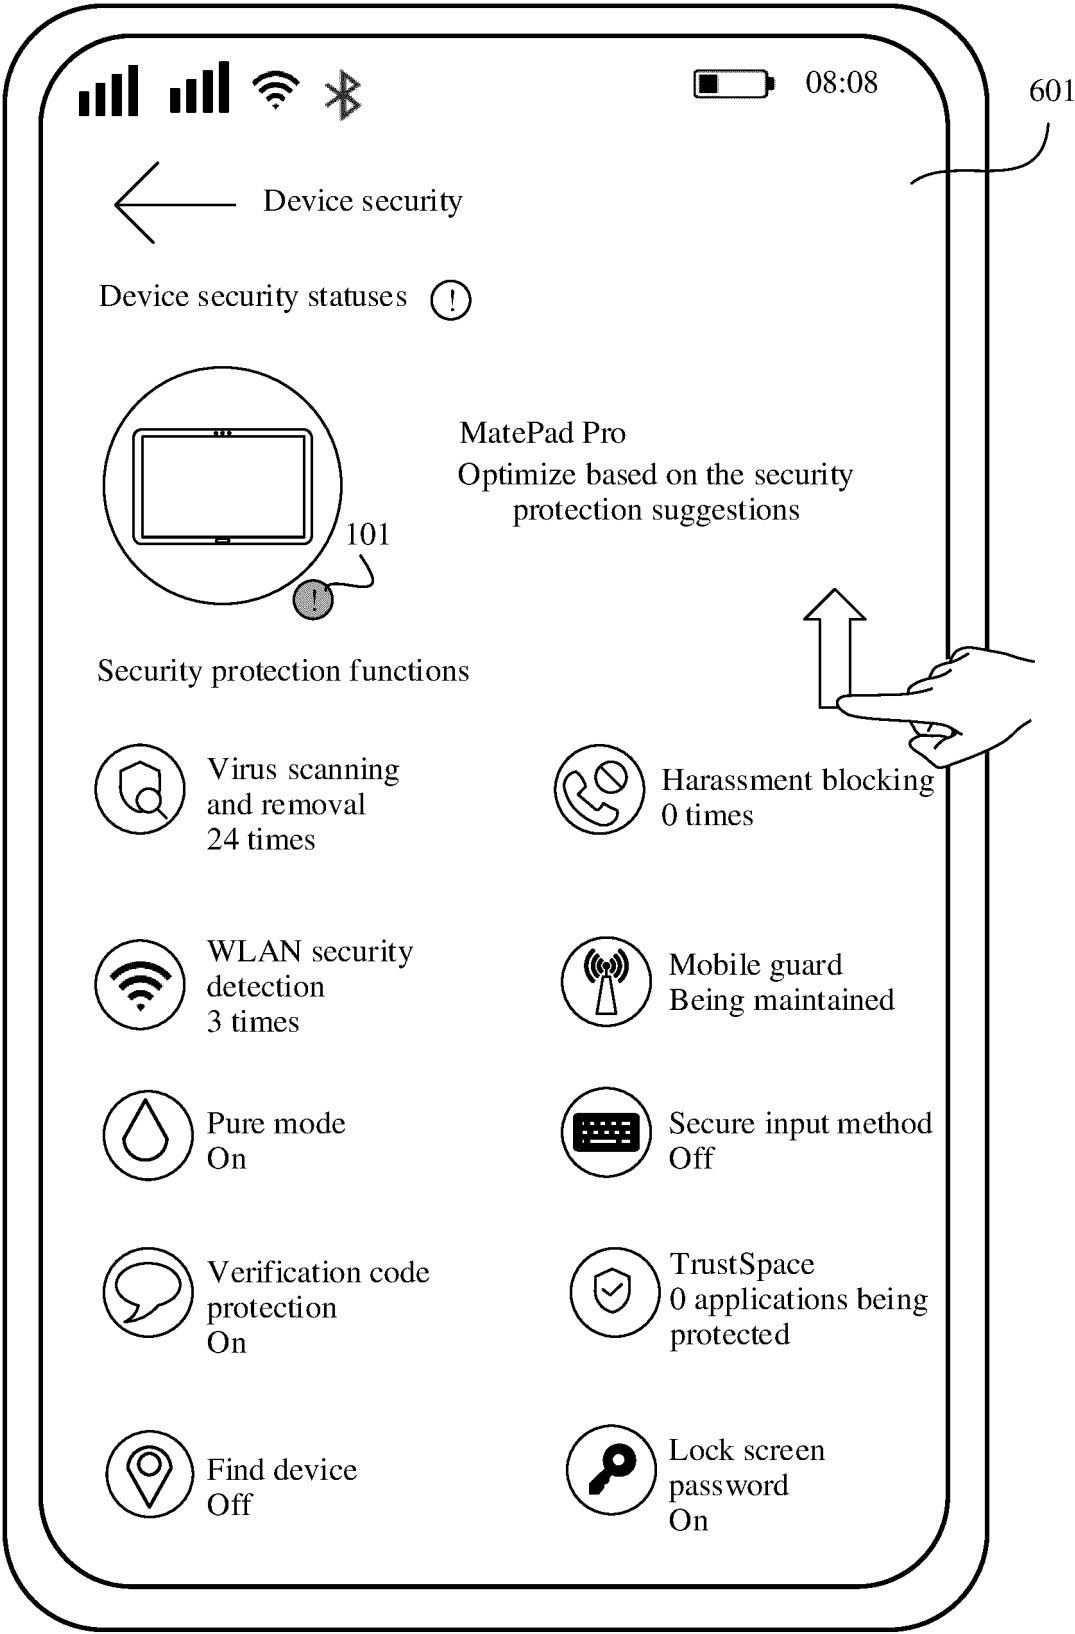 08:08
601
Device security
Device security statuses !
MatePad Pro
Optimize based on the security
protection suggestions
101
!
Security protection functions
Virus scanning
and removal
24 times
Harassment blocking
0 times
WLAN security
detection
3 times
Mobile guard
Being maintained
Pure mode
On
Secure input method
Off
Verification code
protection
On
TrustSpace
0 applications being
protected
Find device
Off
Lock screen
password
On